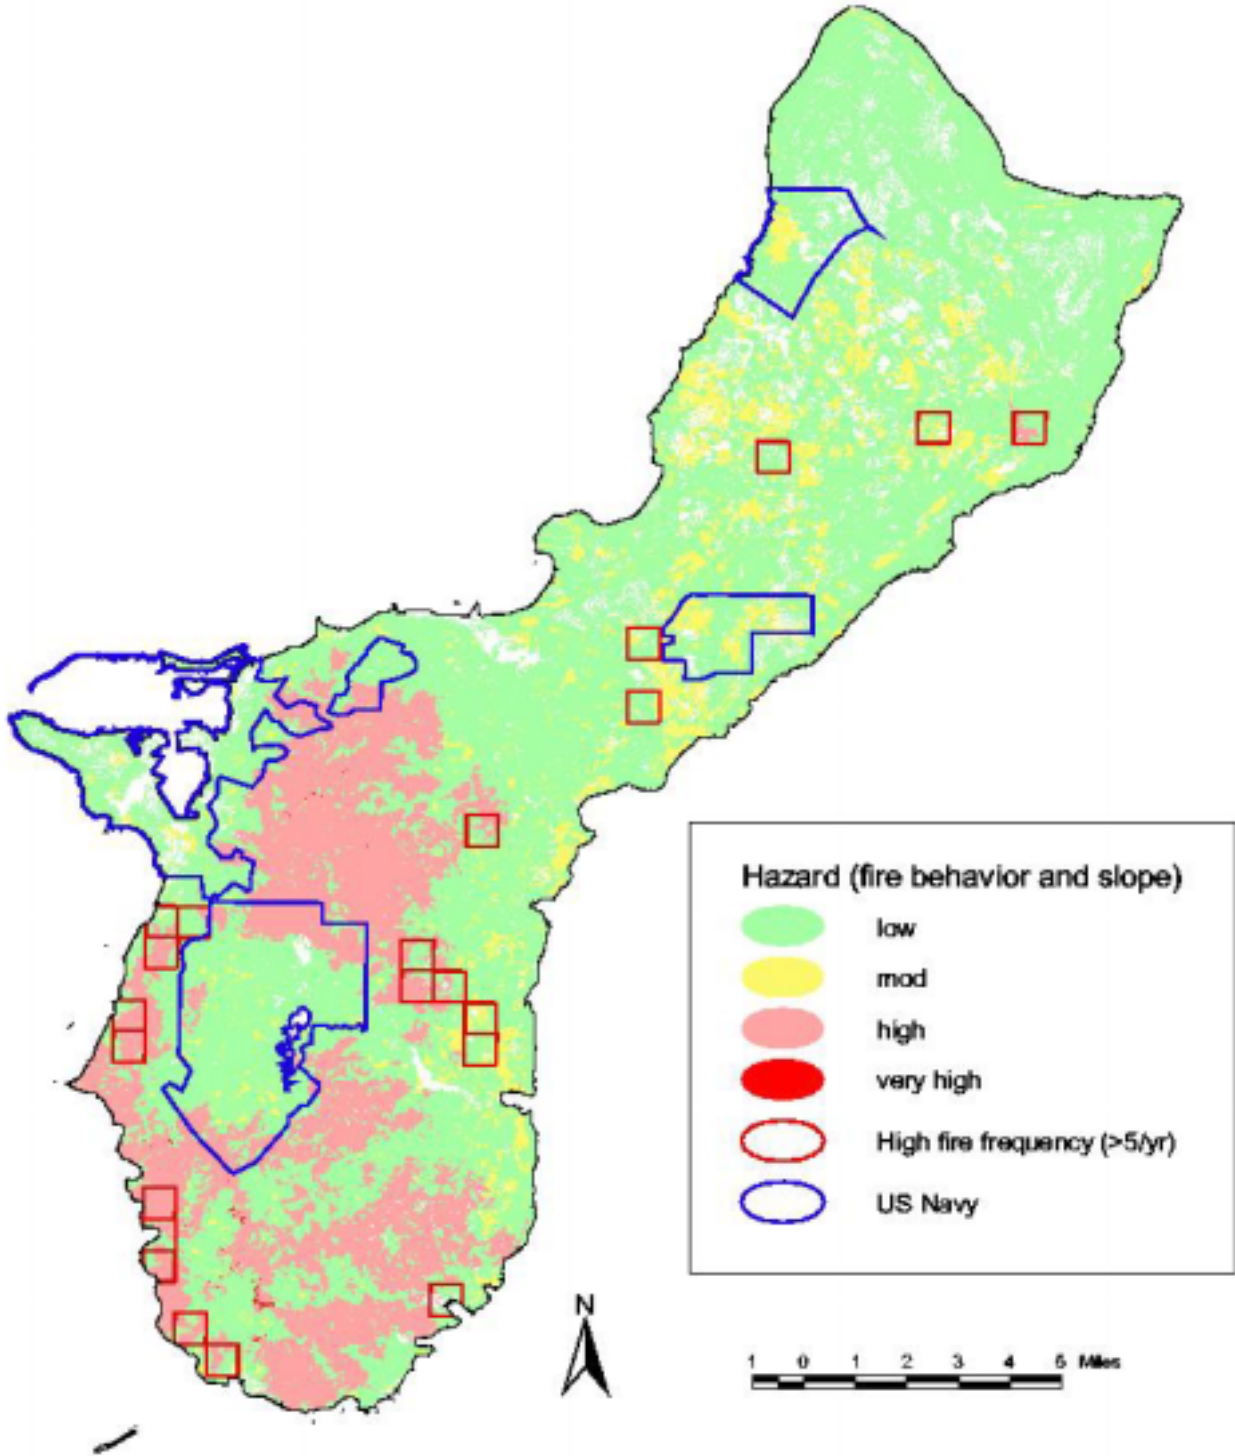 Hazard (fire behavior and slope)
low
mod
high
very high
High fire frequency (>5/yr)
US Navy
N
1 0 1 2 3 4 5 Miles